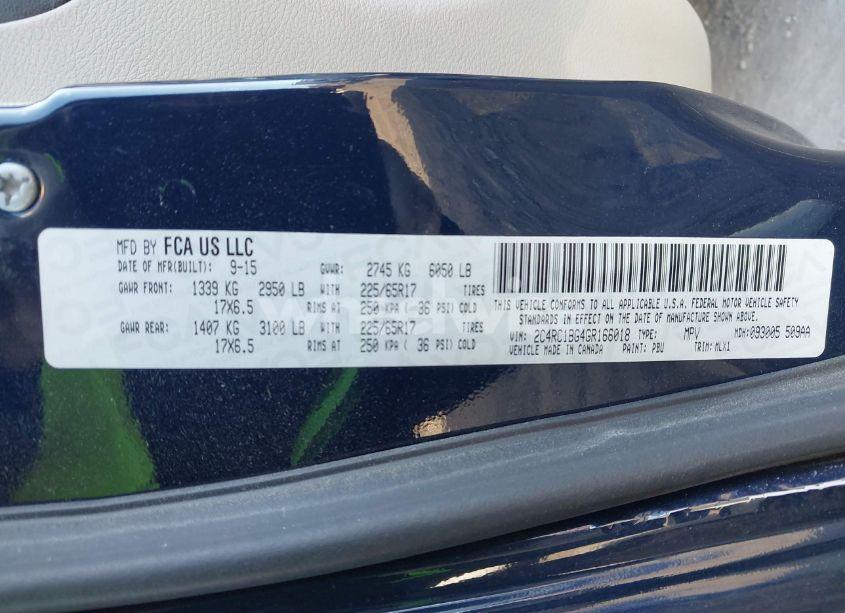 MFD BY FCA US LLC
DATE OF MFR(BUILT): 9-15 GVWR: 2745 KG 6050 LB
GAWR FRONT: 1339 KG 2950 LB WITH 225/65R17 TIRES
17X6.5 RIMS AT 250 KPA ( 36 PSI) COLD
GAWR REAR: 1407 KG 3100 LB WITH 225/65R17 TIRES
17X6.5 RIMS AT 250 KPA ( 36 PSI) COLD
THIS VEHICLE CONFORMS TO ALL APPLICABLE U.S.A. FEDERAL MOTOR VEHICLE SAFETY
STANDARDS IN EFFECT ON THE DATE OF MANUFACTURE SHOWN ABOVE.
VIN: 2C4RC1BG4GR166018 TYPE: MPV MDH: 093005 509AA
VEHICLE MADE IN CANADA PAINT: PBU TRIM: MLX1